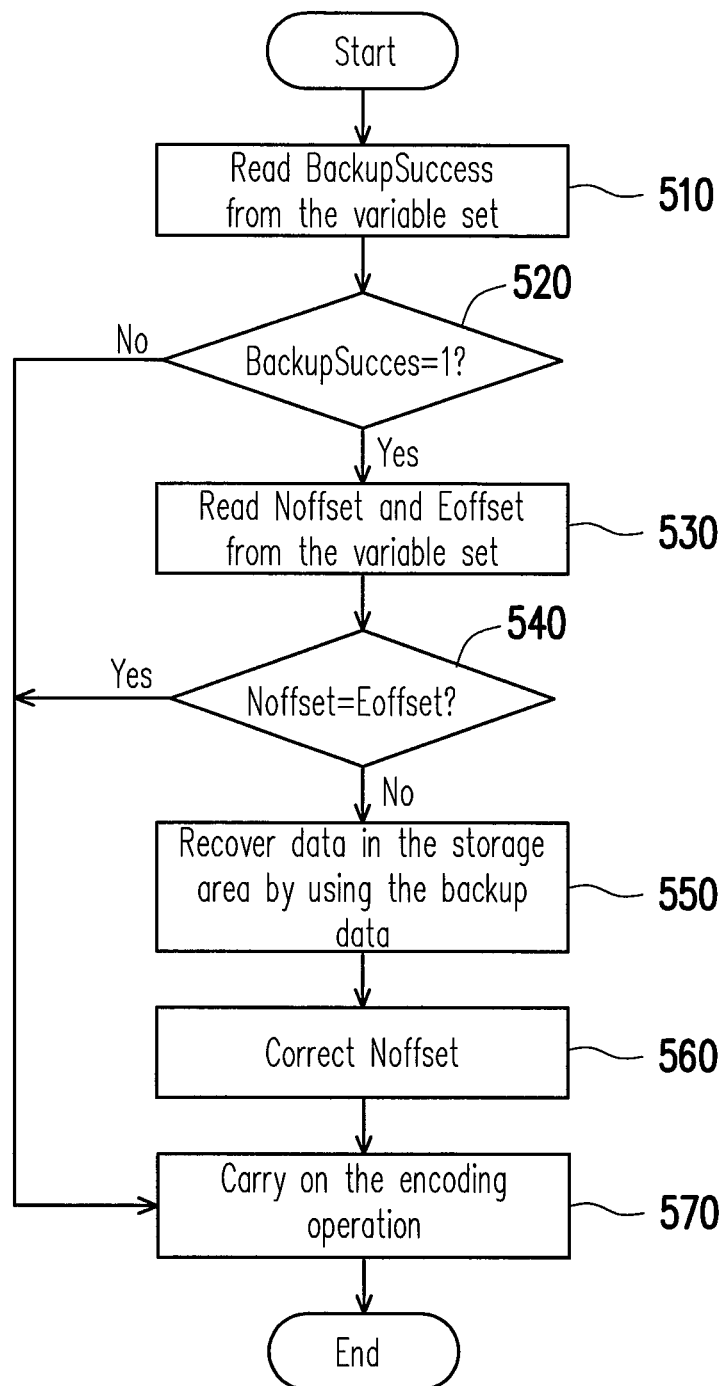 Start
Read BackupSuccess
from the variable set
510
520
No
BackupSucces=1?
Yes
Read Noffset and Eoffset
from the variable set
530
540
Yes
Noffset=Eoffset?
No
Recover data in the storage
area by using the backup
data
550
Correct Noffset
560
Carry on the encoding
operation
570
End